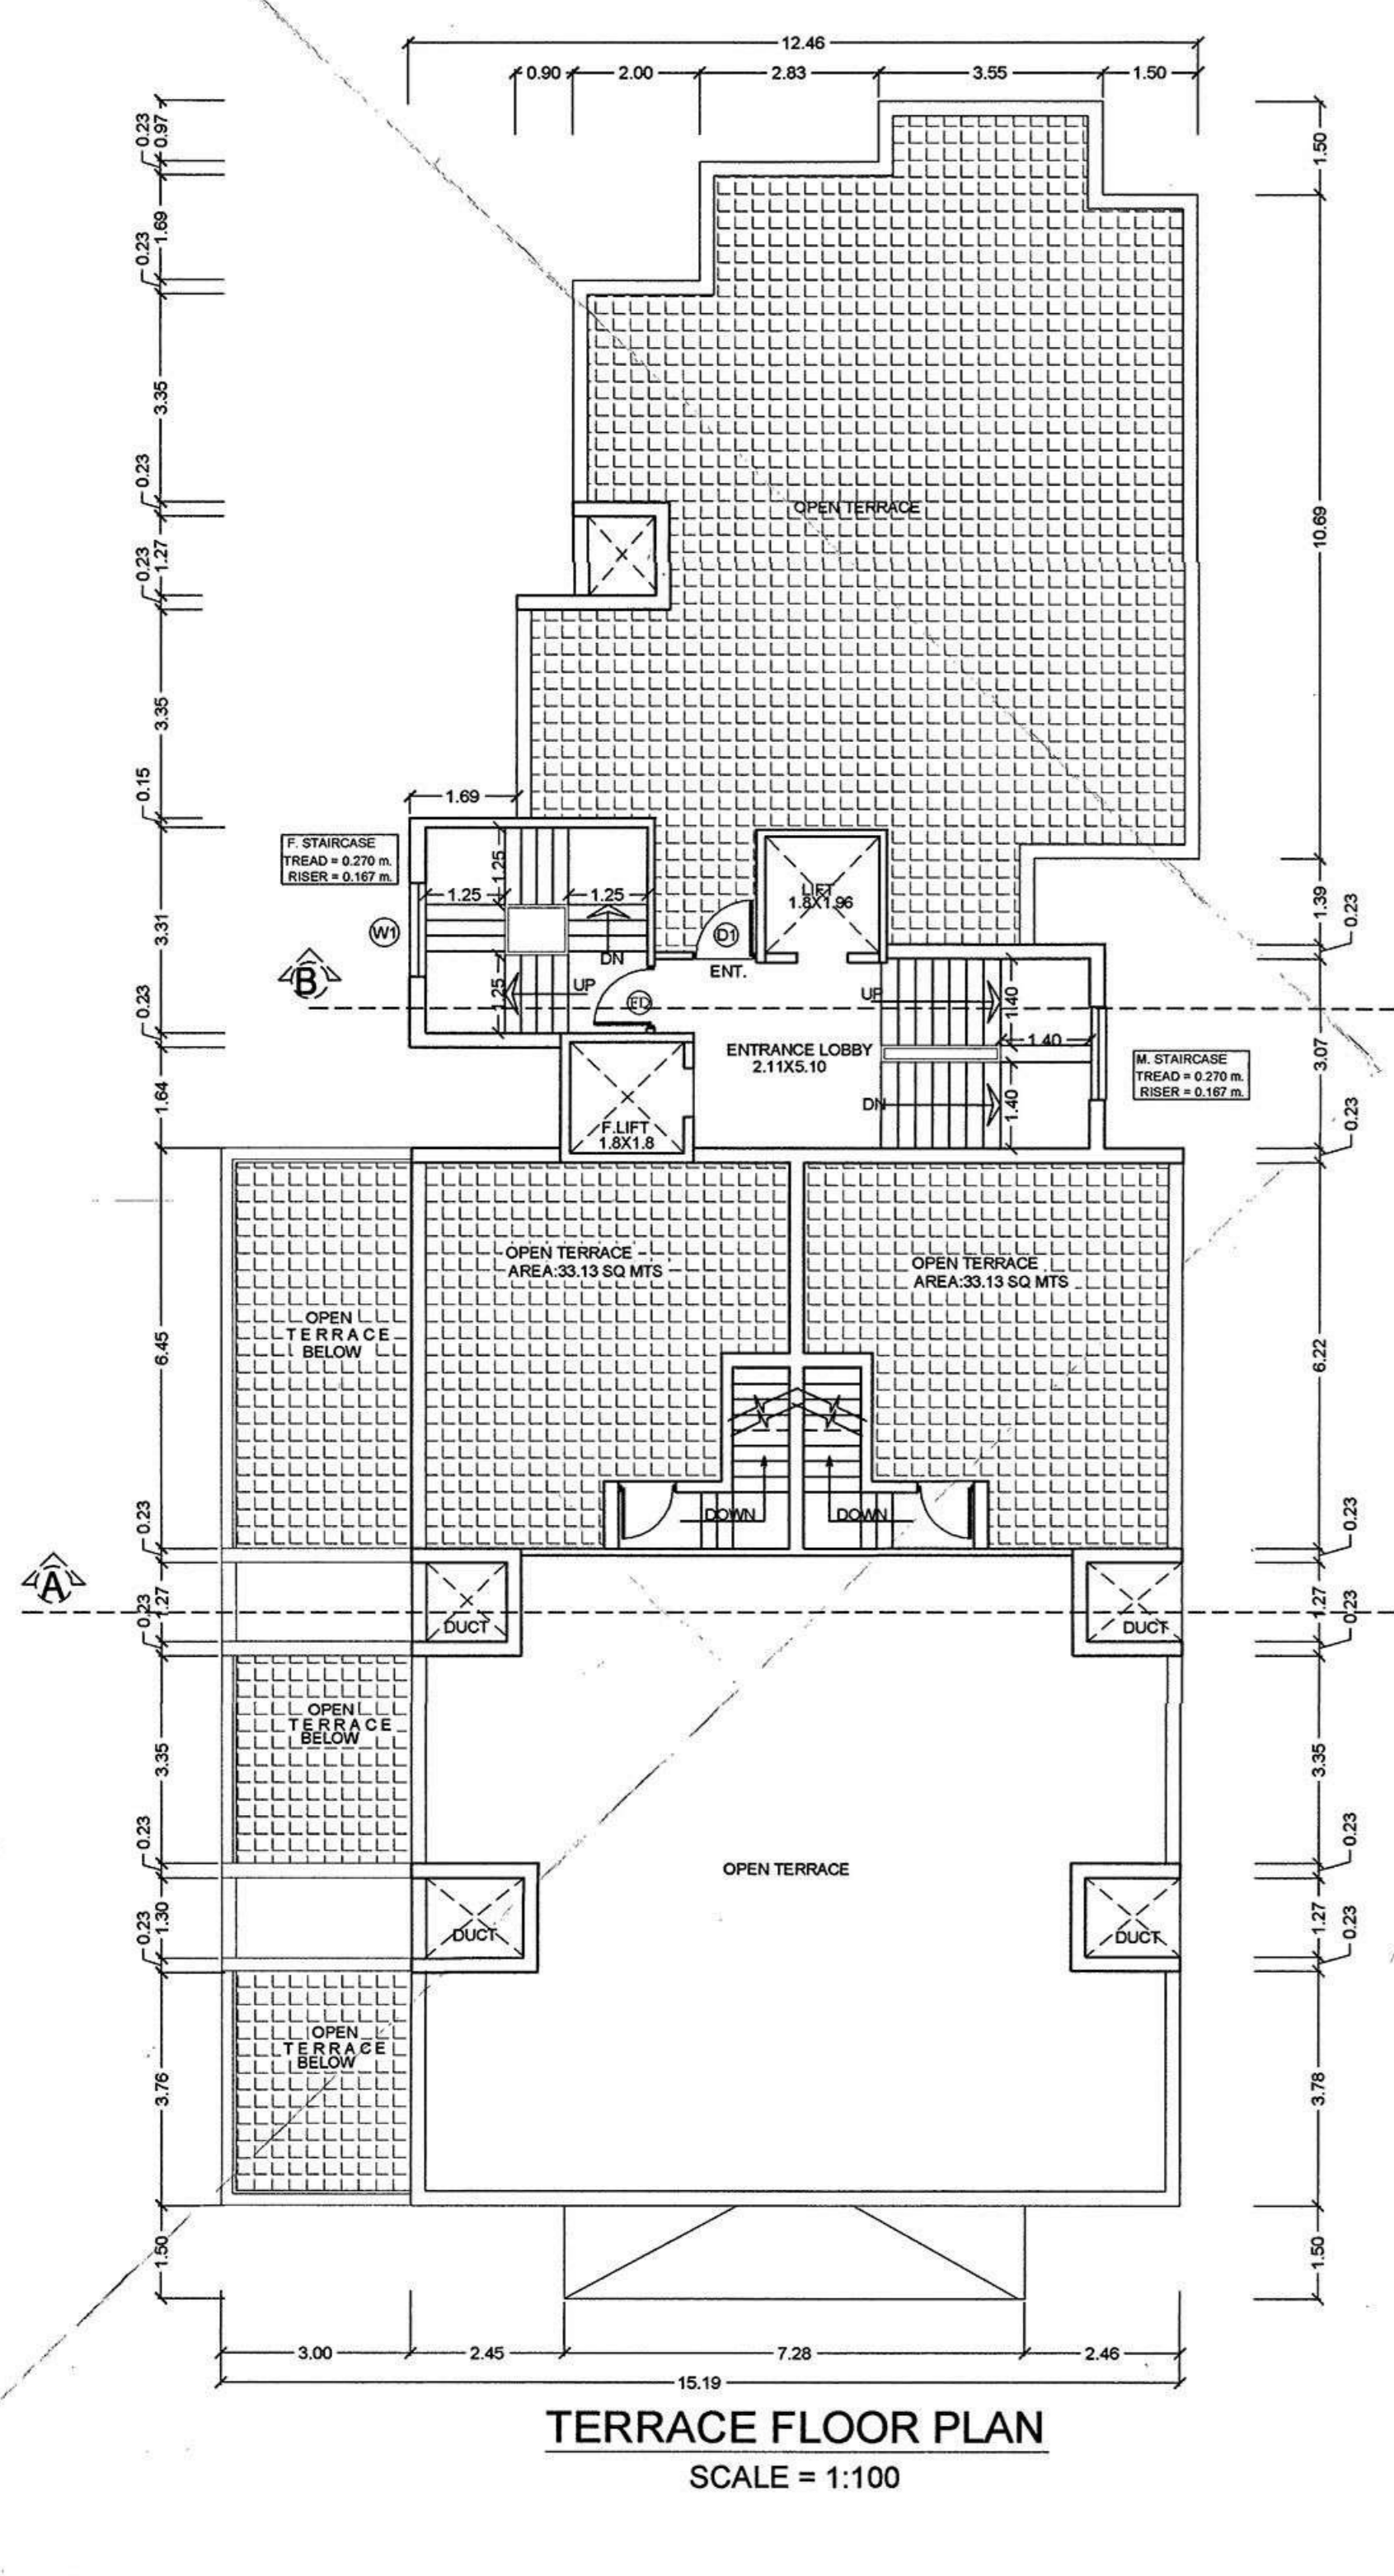 12.46
0.90 2.00 2.83 3.55 1.50
0.23
0.97
1.69
0.23
3.35
0.23
1.27
0.23
3.35
0.15
3.31
0.23
1.64
6.45
0.23
1.27
0.23
3.35
0.23
1.30
0.23
3.76
1.50
1.50
10.69
1.39
0.23
3.07
0.23
6.22
0.23
1.27
0.23
3.35
0.23
1.27
0.23
3.78
1.50
OPEN TERRACE
1.69
F. STAIRCASE
TREAD = 0.270 m.
RISER = 0.167 m.
1.25
1.25 1.25
LIFT
1.8X1.96
W1
D1
DN
ENT.
B
UP
1.25
FD
UP
1.40
1.40
ENTRANCE LOBBY
2.11X5.10
M. STAIRCASE
TREAD = 0.270 m.
RISER = 0.167 m.
DN
1.40
F.LIFT
1.8X1.8
OPEN TERRACE
AREA:33.13 SQ MTS
OPEN TERRACE
AREA:33.13 SQ MTS
OPEN
TERRACE
BELOW
DOWN DOWN
A
DUCT DUCT
OPEN
TERRACE
BELOW
OPEN TERRACE
DUCT DUCT
OPEN
TERRACE
BELOW
3.00 2.45 7.28 2.46
15.19
TERRACE FLOOR PLAN
SCALE = 1:100